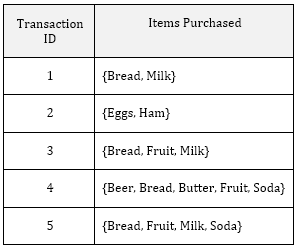 Transaction Items Purchased
ID
1 {Bread, Milk}
2 {Eggs, Ham}
3 {Bread, Fruit, Milk}
4 {Beer, Bread, Butter, Fruit, Soda}
5 {Bread, Fruit, Milk, Soda}